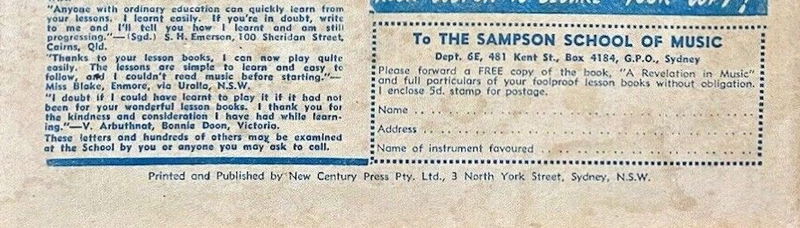 "Anyone with ordinary education can quickly learn from
your lessons. I learnt easily. If you're in doubt, write
to me and I'll tell you how I learnt and am still
progressing."—(Sgd.) S. H. Emerson, 100 Sheridan Street,
Cairns, Qld.
"Thanks to your lesson books, I can now play quite
easily. The lessons are simple to learn and easy to
follow, and I couldn't read music before starting."—
Miss Blake, Enmore, via Uralla, N.S.W.
"I doubt if I could have learnt to play it if it had not
been for your wonderful lesson books. I thank you for
the kindness and consideration I have had while learn-
ing."—V. Arbuthnot, Bonnie Doon, Victoria.
These letters and hundreds of others may be examined
at the School by you or anyone you may ask to call.
To THE SAMPSON SCHOOL OF MUSIC
Dept. 6E, 481 Kent St., Box 4184, G.P.O., Sydney
Please forward a FREE copy of the book, "A Revelation in Music"
and full particulars of your foolproof lesson books without obligation.
I enclose 5d. stamp for postage.
Name
Address
Name of instrument favoured
Printed and Published by New Century Press Pty. Ltd., 3 North York Street, Sydney, N.S.W.